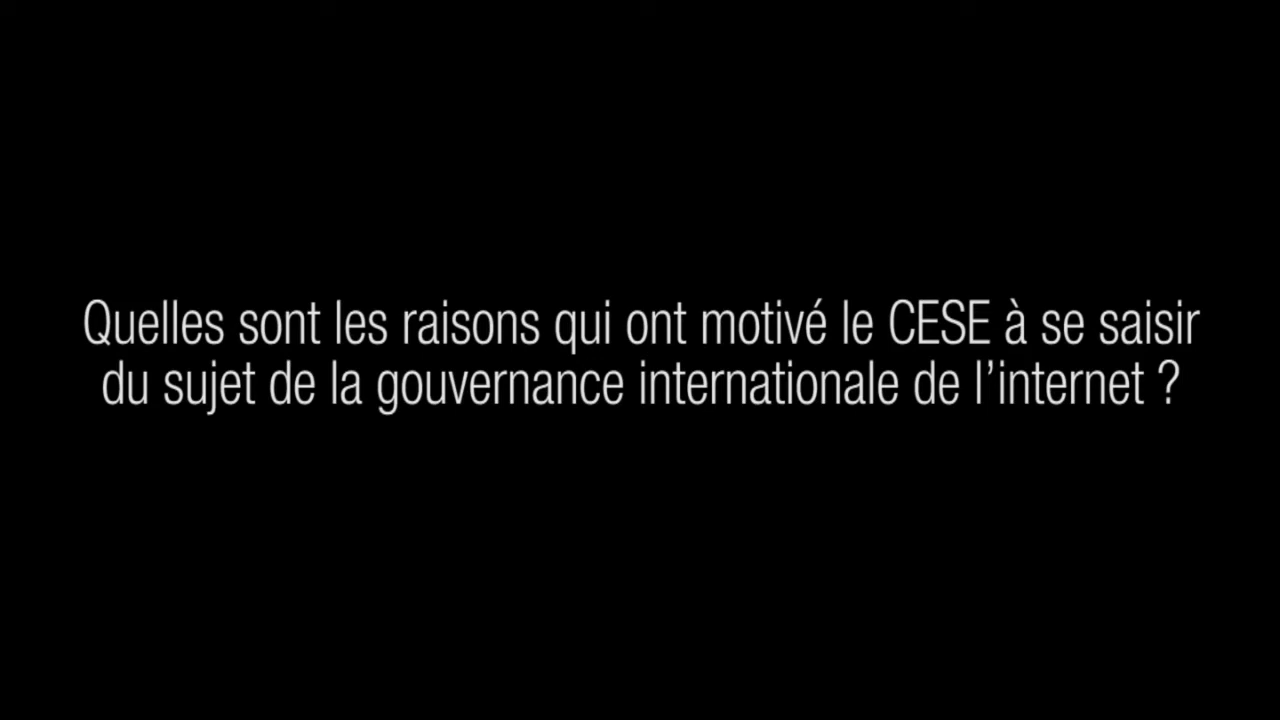 Quelles sont les raisons qui ont motivé le CESE à se saisir
du sujet de la gouvernance internationale de l’internet ?